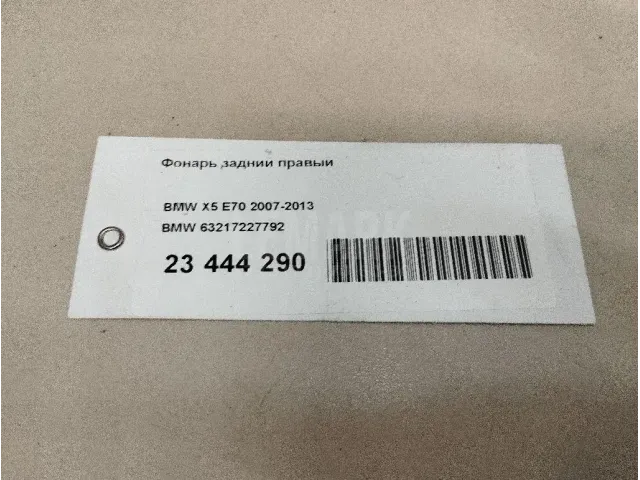 Фонарь задний правый
BMW X5 E70 2007-2013
BMW 63217227792
23 444 290